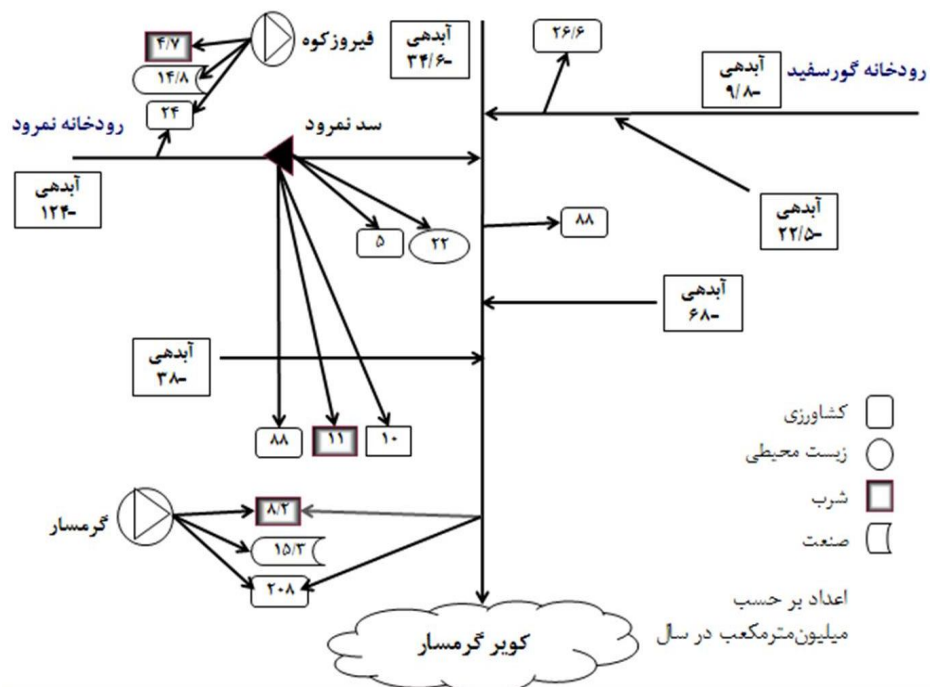 آبدهی
-۳۴/۶
۲۶/۶
آبدهی
-۹/۸
رودخانه گورسفید
فیروزکوه
۴/۷
۱۴/۸
۲۴
رودخانه نمرود
سد نمرود
آبدهی
-۱۲۴
۵
۲۲
۸۸
آبدهی
-۲۲/۵
آبدهی
-۶۸
آبدهی
-۳۸
۸۸
۱۱
۱۰
گرمسار
۸/۲
۱۵/۳
۲۰۸
کشاورزی
زیست محیطی
شرب
صنعت
اعداد بر حسب
میلیون‌مترمکعب در سال
کویر گرمسار